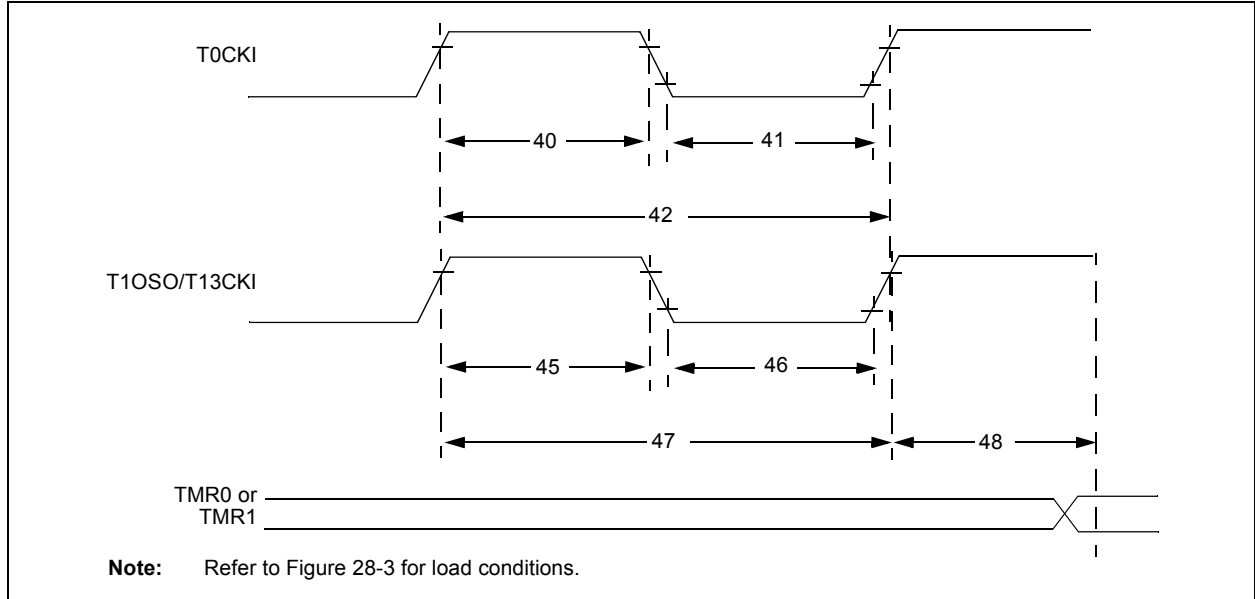 T0CKI
40
41
42
T1OSO/T13CKI
45
46
47
48
TMR0 or
TMR1
Note: Refer to Figure 28-3 for load conditions.